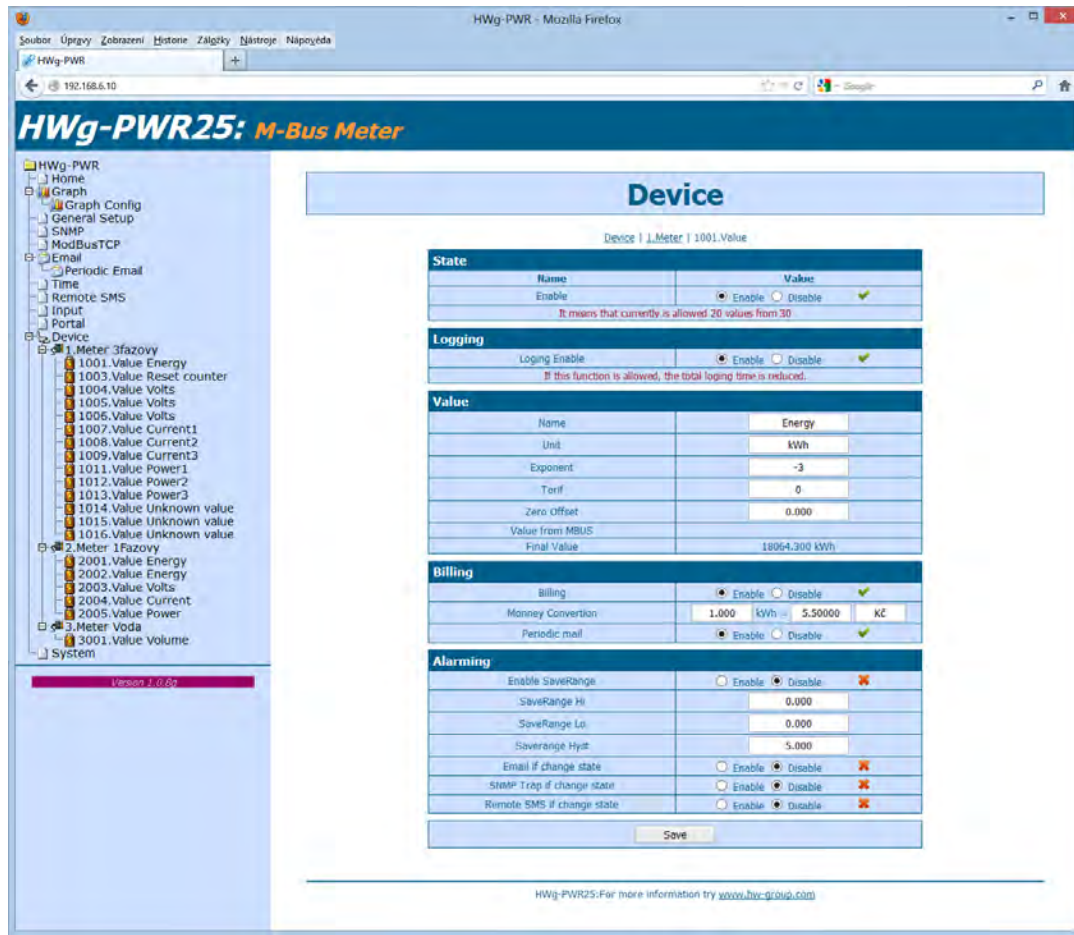 HWg-PWR - Mozilla Firefox
Soubor Úpravy Zobrazení Historie Záložky Nástroje Nápověda
HWg-PWR
192.168.6.10
Google
HWg-PWR25: M-Bus Meter
HWg-PWR
Home
Graph
Graph Config
General Setup
SNMP
ModBusTCP
Email
Periodic Email
Time
Remote SMS
Input
Portal
Device
1.Meter 3fazovy
1001.Value Energy
1003.Value Reset counter
1004.Value Volts
1005.Value Volts
1006.Value Volts
1007.Value Current1
1008.Value Current2
1009.Value Current3
1011.Value Power1
1012.Value Power2
1013.Value Power3
1014.Value Unknown value
1015.Value Unknown value
1016.Value Unknown value
2.Meter 1Fazovy
2001.Value Energy
2002.Value Energy
2003.Value Volts
2004.Value Current
2005.Value Power
3.Meter Voda
3001.Value Volume
System
Version 1.0.6g
Device
Device | 1.Meter | 1001.Value
State
Name Value
Enable Enable Disable
It means that currently is allowed 20 values from 30
Logging
Loging Enable Enable Disable
If this function is allowed, the total loging time is reduced.
Value
Name Energy
Unit kWh
Exponent -3
Torif 0
Zero Offset 0.000
Value from MBUS
Final Value 18064.300 kWh
Billing
Billing Enable Disable
Monney Convertion 1.000 kWh = 5.50000 Kč
Periodic mail Enable Disable
Alarming
Enable SaveRange Enable Disable
SaveRange Hi 0.000
SaveRange Lo 0.000
Saverange Hyst 5.000
Email if change state Enable Disable
SNMP Trap if change state Enable Disable
Remote SMS if change state Enable Disable
Save
HWg-PWR25:For more information try www.hw-group.com